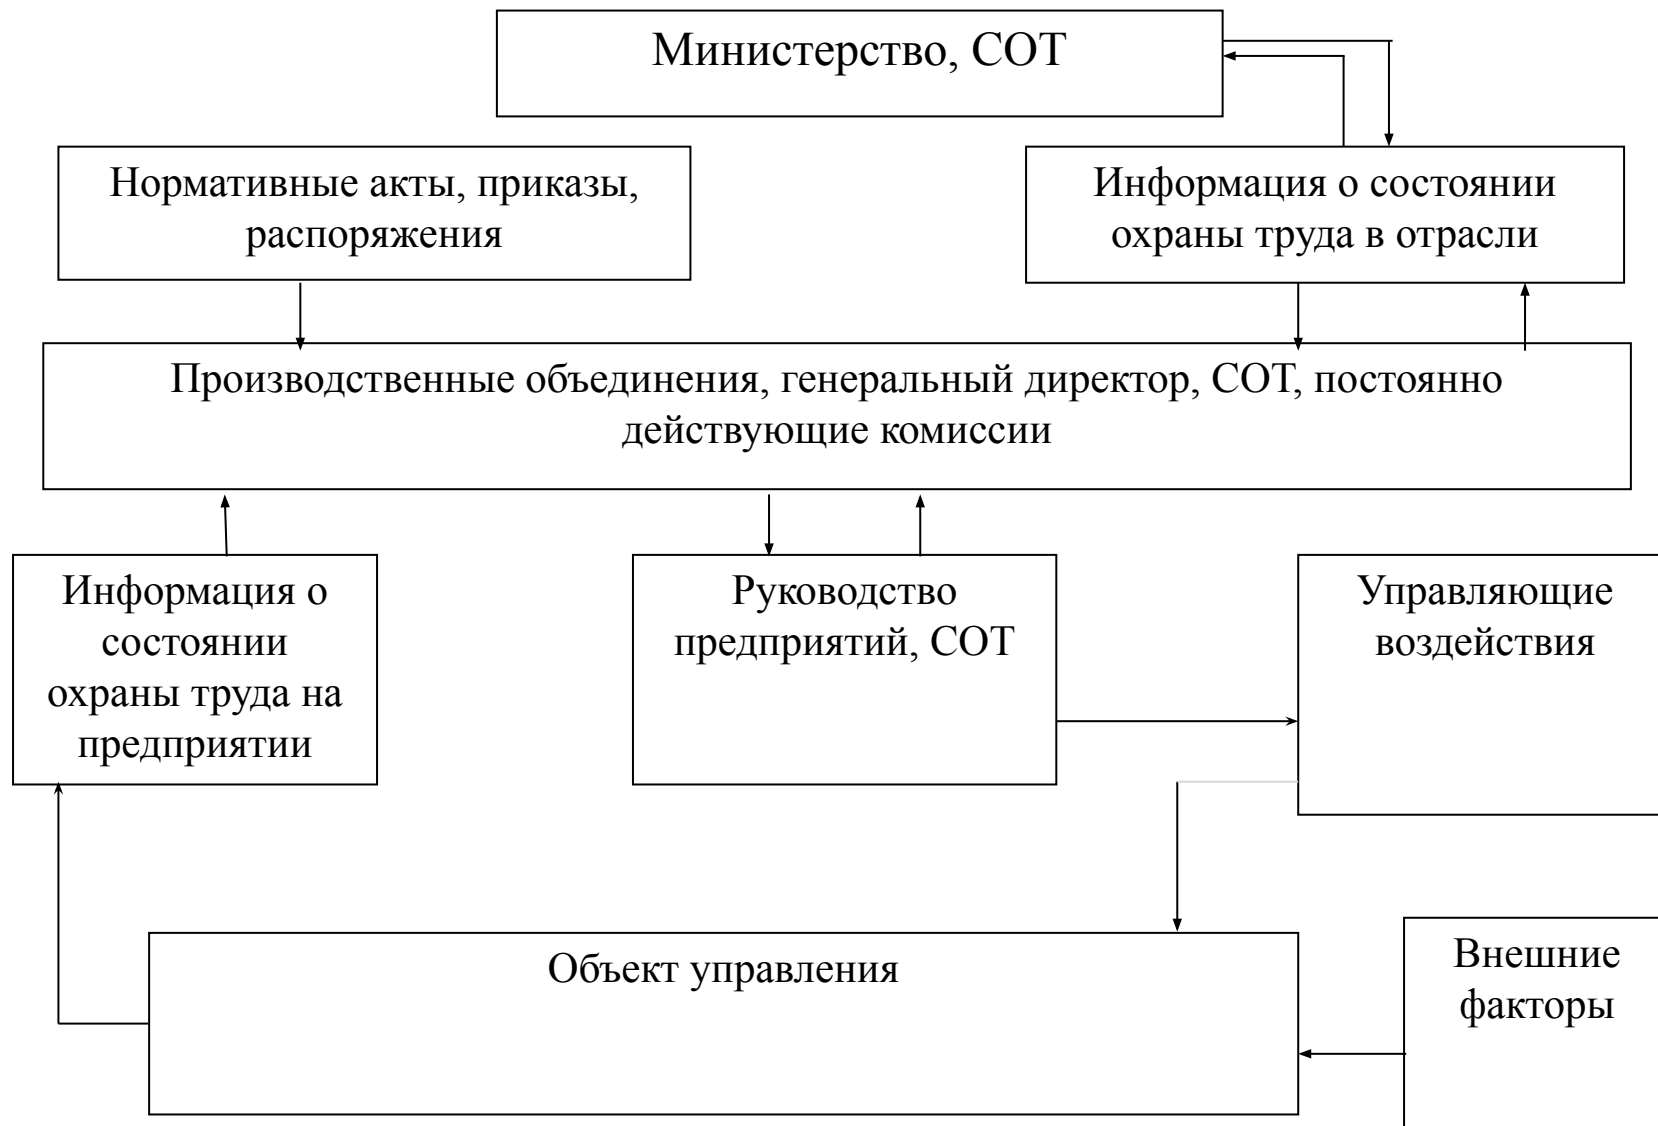 Министерство, СОТ
Нормативные акты, приказы,
распоряжения
Информация о состоянии
охраны труда в отрасли
Производственные объединения, генеральный директор, СОТ, постоянно
действующие комиссии
Информация о
состоянии
охраны труда на
предприятии
Руководство
предприятий, СОТ
Управляющие
воздействия
Объект управления
Внешние
факторы